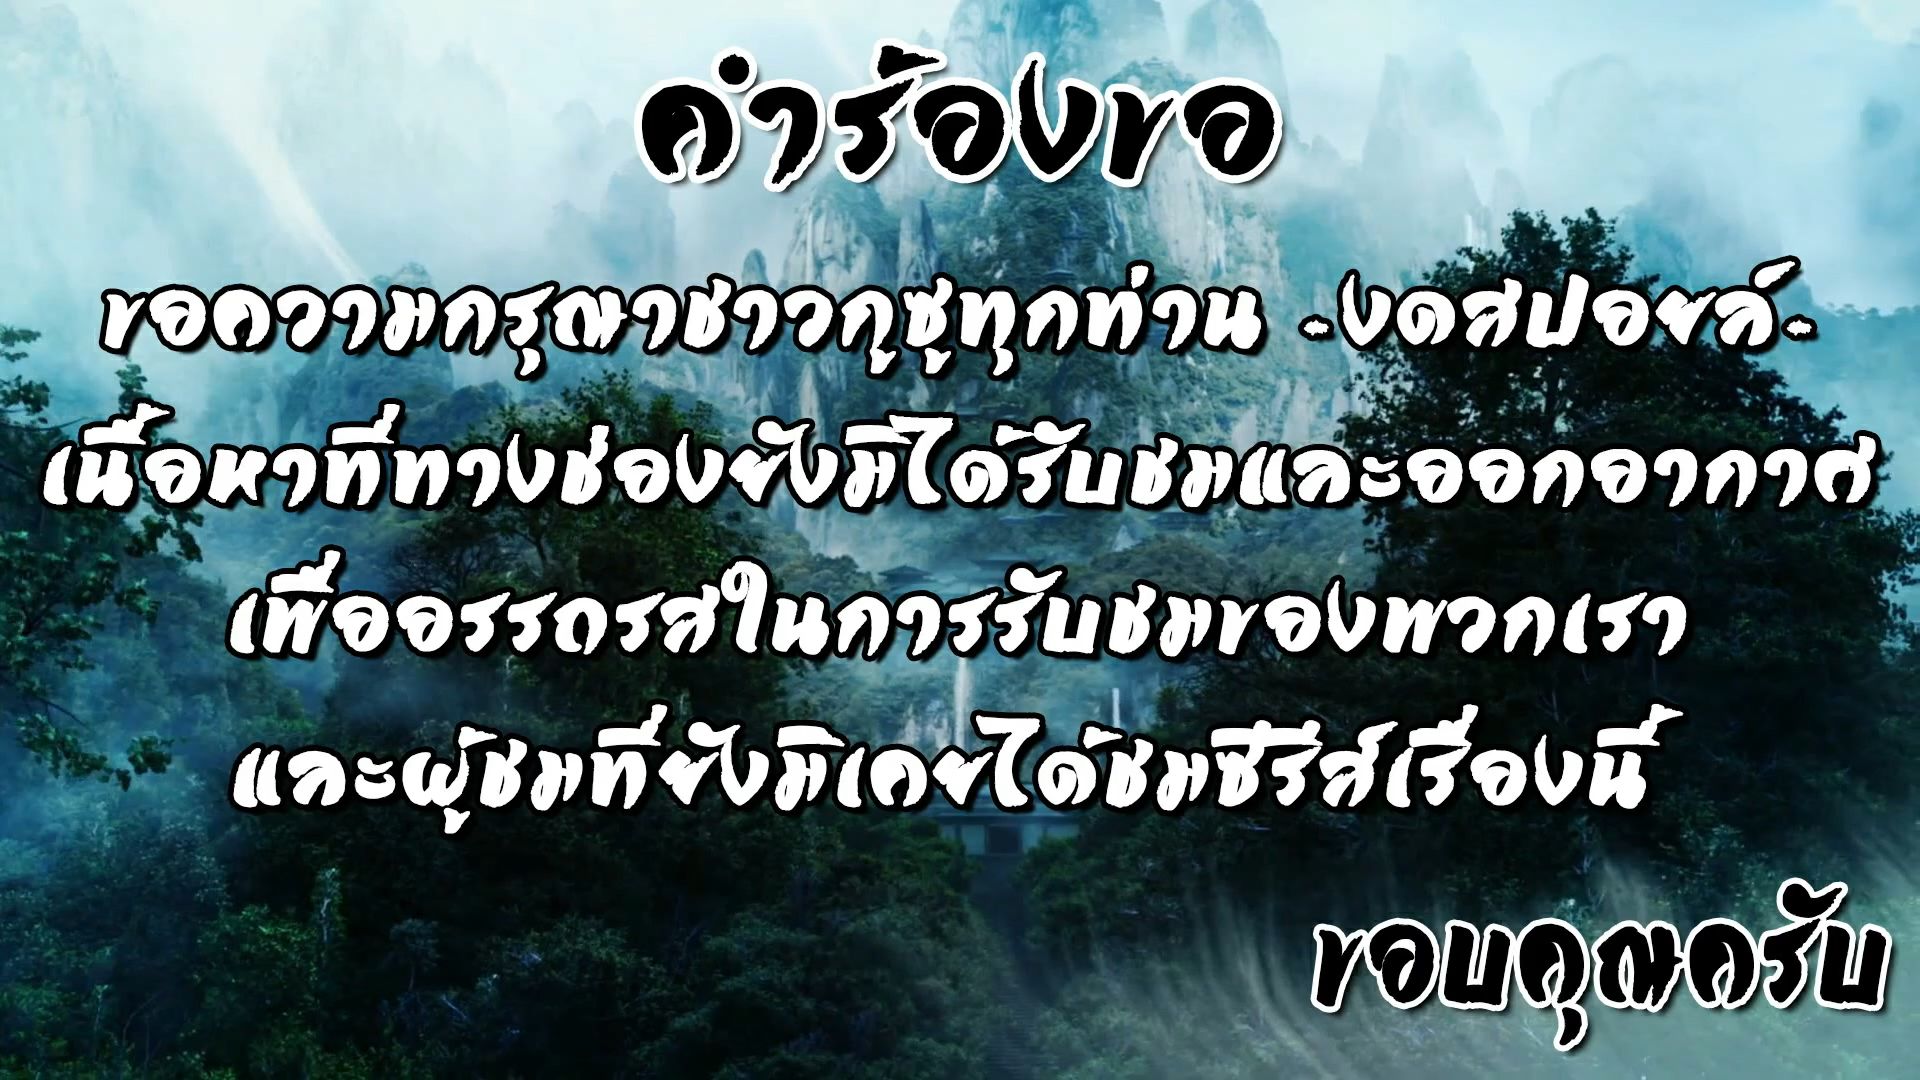 คำร้องขอ
ขอความกรุณาชาวกูซูทุกท่าน -งดสปอยล์-
เนื้อหาที่ทางช่องยังมิได้รับชมและออกอากาศ
เพื่ออรรถรสในการรับชมของพวกเรา
และผู้ชมที่ยังมิเคยได้ชมซีรีส์เรื่องนี้
ขอบคุณครับ